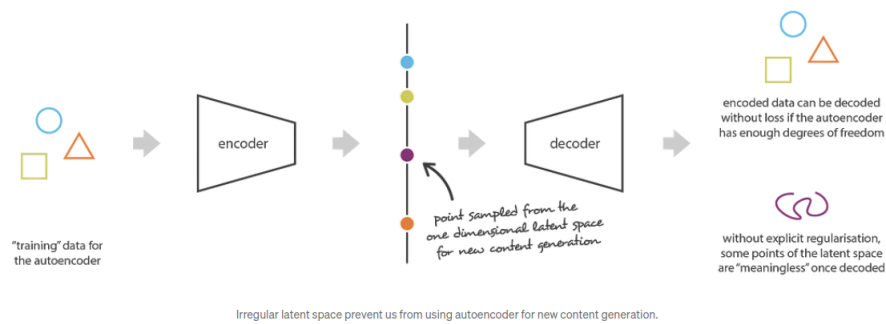 "training" data for
the autoencoder
encoder
point sampled from the
one dimensional latent space
for new content generation
decoder
encoded data can be decoded
without loss if the autoencoder
has enough degrees of freedom
without explicit regularisation,
some points of the latent space
are "meaningless" once decoded
Irregular latent space prevent us from using autoencoder for new content generation.